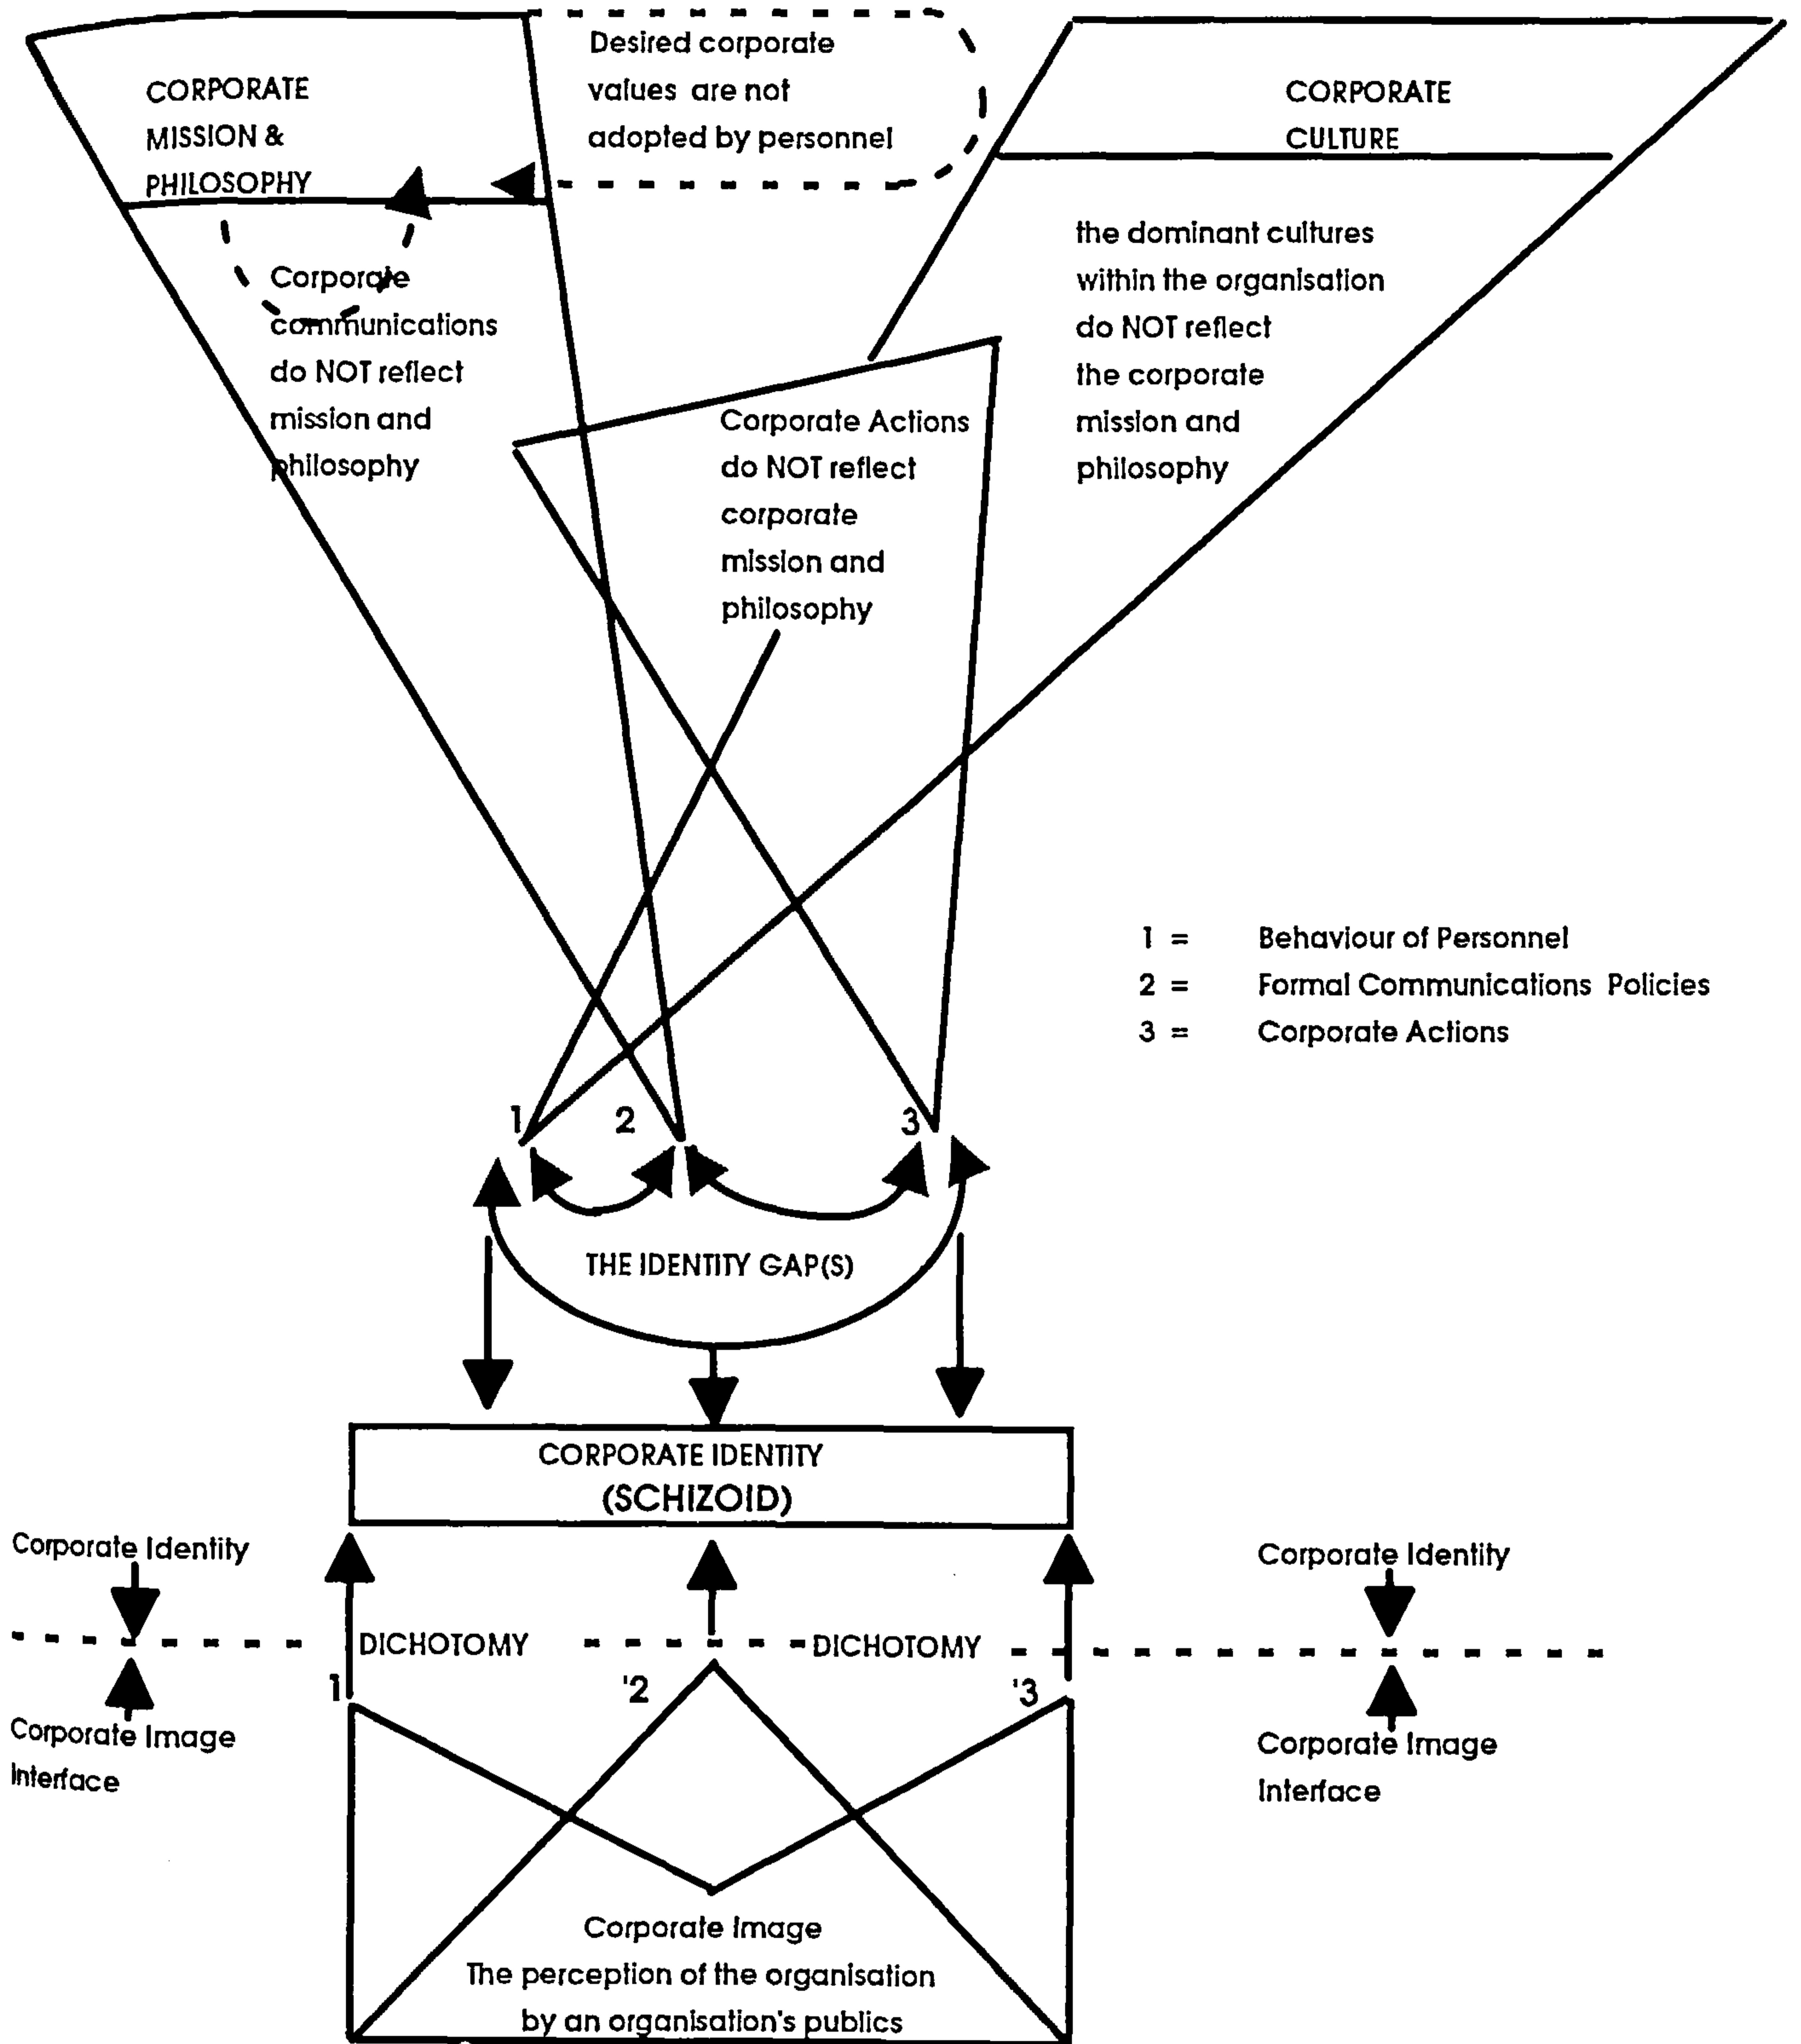 CORPORATE
MISSION &
PHILOSOPHY
Desired corporate
values are not
adopted by personnel
CORPORATE
CULTURE
Corporate
communications
do NOT reflect
mission and
philosophy
Corporate Actions
do NOT reflect
corporate
mission and
philosophy
the dominant cultures
within the organisation
do NOT reflect
the corporate
mission and
philosophy
1 = Behaviour of Personnel
2 = Formal Communications Policies
3 = Corporate Actions
1 2 3
THE IDENTITY GAP(S)
CORPORATE IDENTITY
(SCHIZOID)
Corporate Identity
Corporate Identity
DICHOTOMY DICHOTOMY
1 '2 '3
Corporate Image
Interface
Corporate Image
Interface
Corporate Image
The perception of the organisation
by an organisation's publics